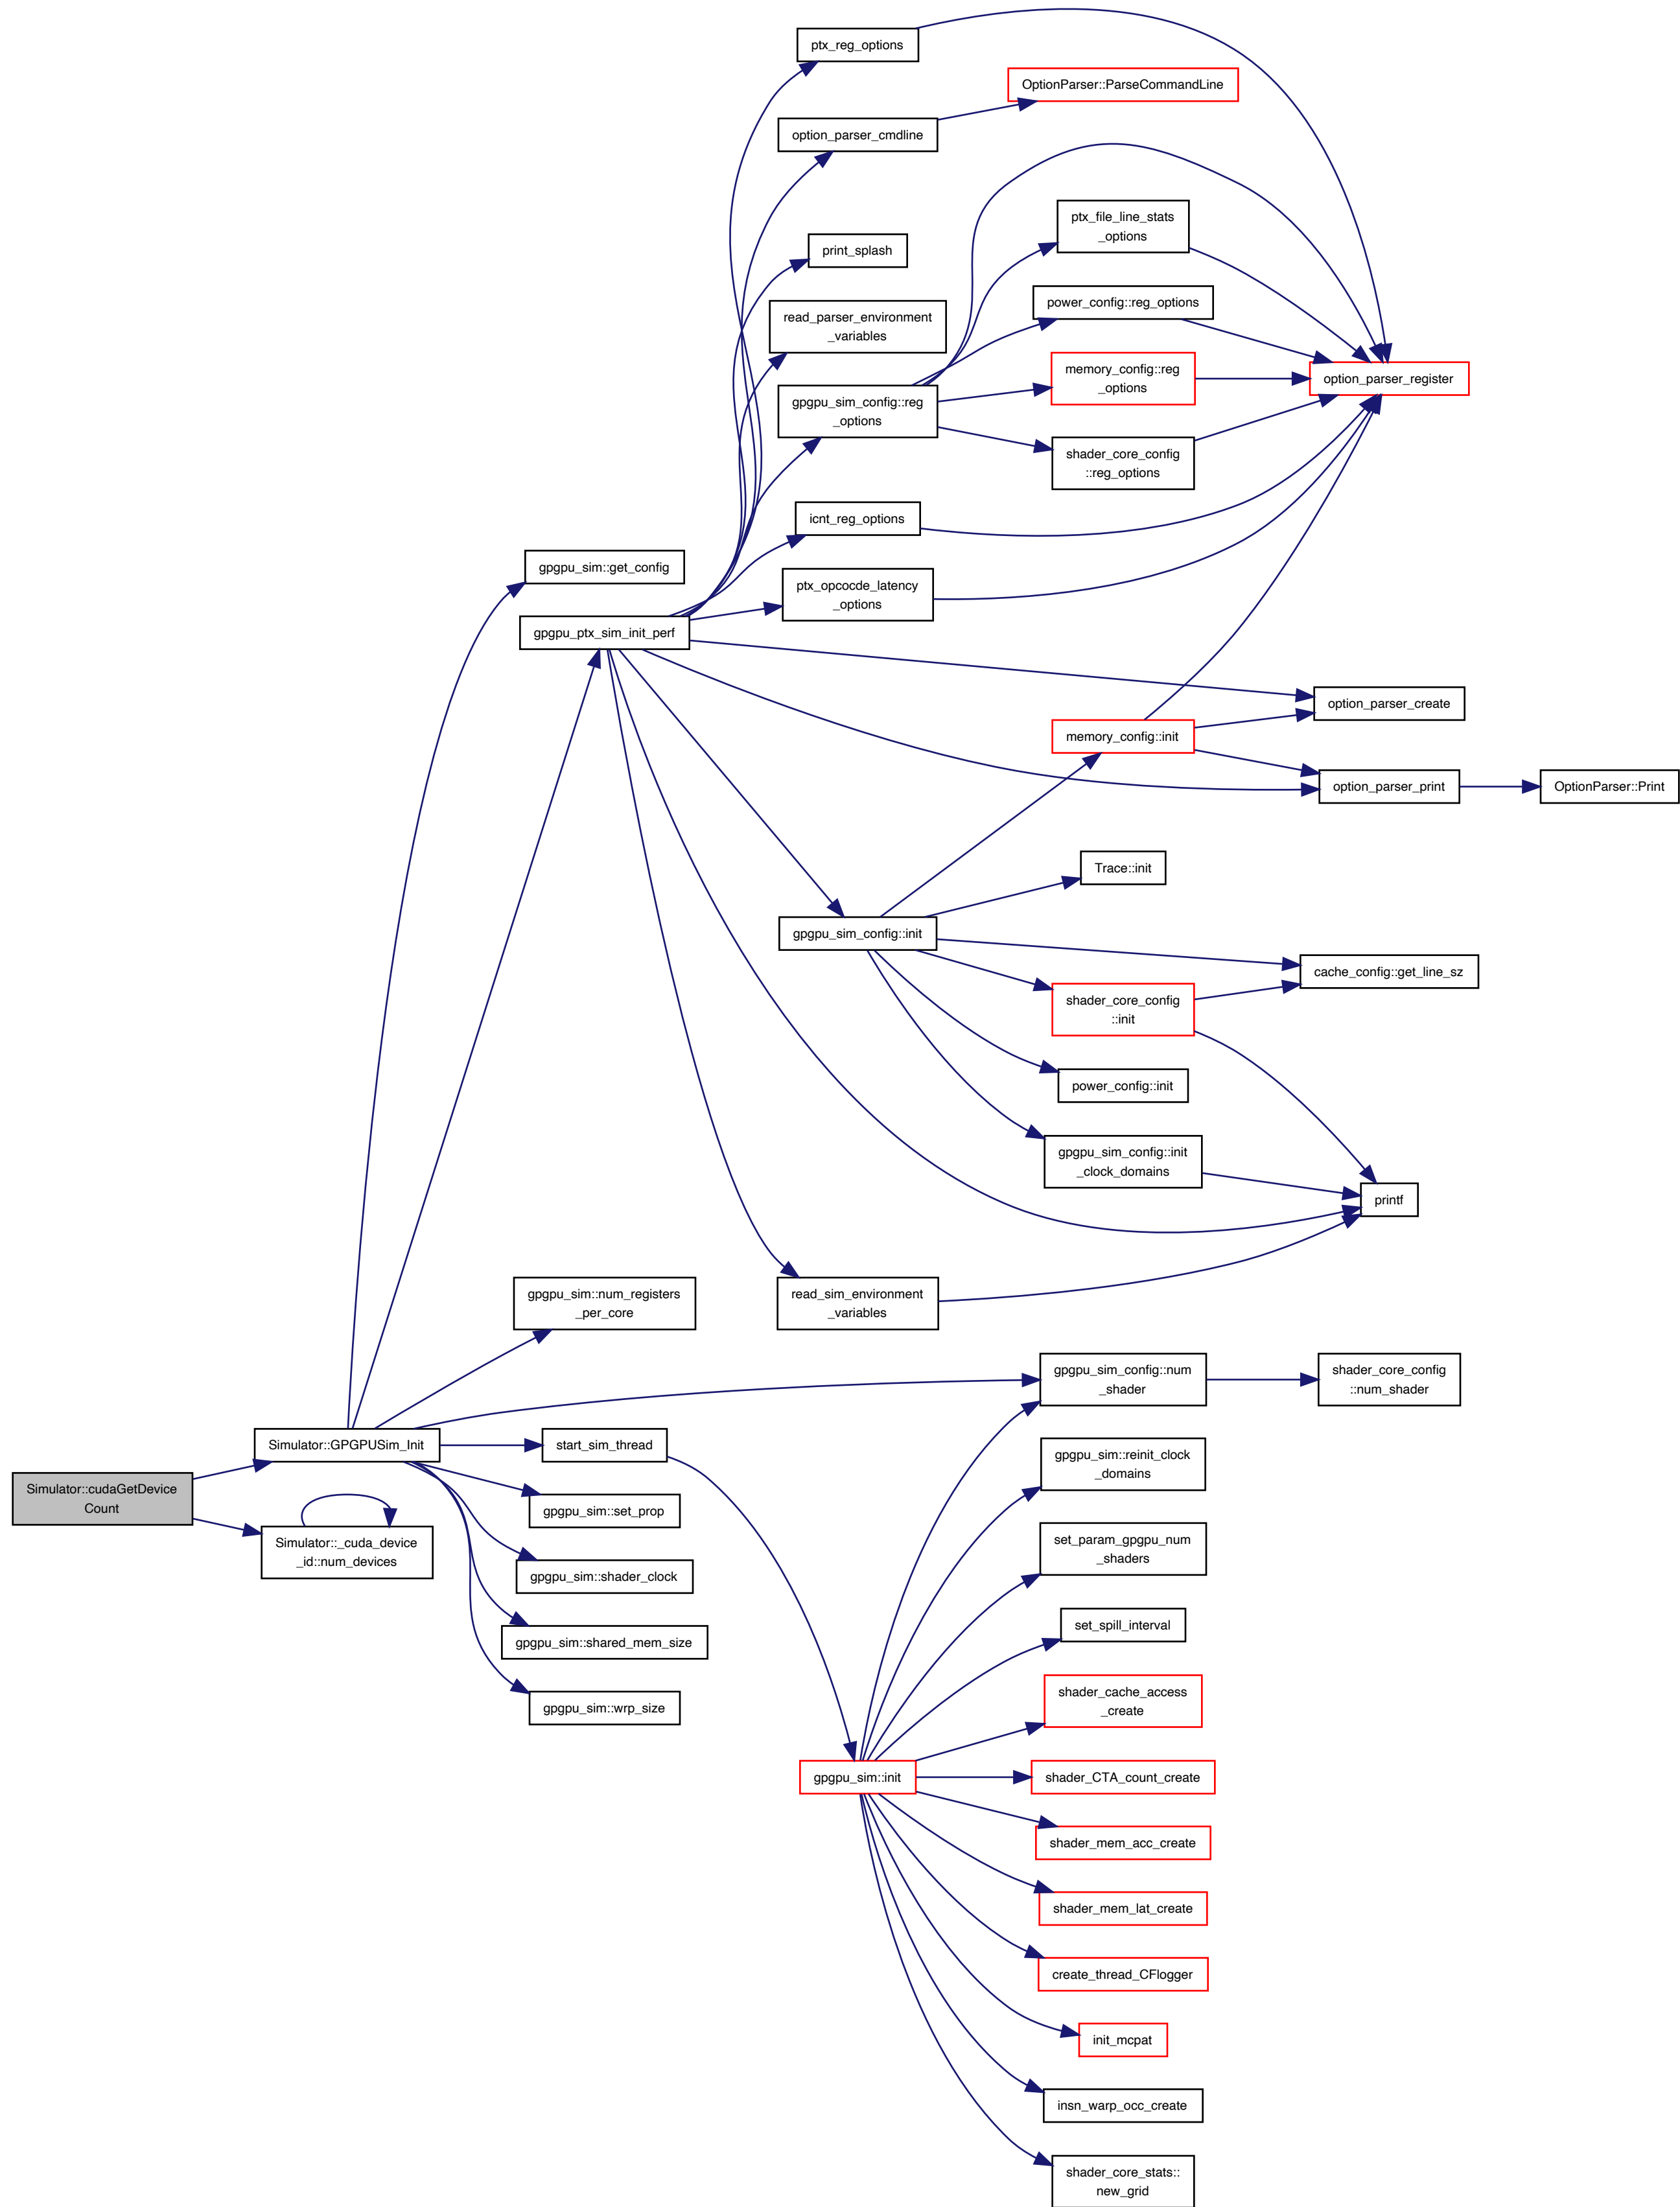 ptx_reg_options
OptionParser::ParseCommandLine
option_parser_cmdline
ptx_file_line_stats
_options
print_splash
power_config::reg_options
read_parser_environment
_variables
memory_config::reg
_options
option_parser_register
gpgpu_sim_config::reg
_options
shader_core_config
::reg_options
icnt_reg_options
gpgpu_sim::get_config
ptx_opcocde_latency
_options
gpgpu_ptx_sim_init_perf
option_parser_create
memory_config::init
option_parser_print
OptionParser::Print
Trace::init
gpgpu_sim_config::init
cache_config::get_line_sz
shader_core_config
::init
power_config::init
gpgpu_sim_config::init
_clock_domains
printf
gpgpu_sim::num_registers
_per_core
read_sim_environment
_variables
gpgpu_sim_config::num
_shader
shader_core_config
::num_shader
Simulator::GPGPUSim_Init
start_sim_thread
gpgpu_sim::reinit_clock
_domains
Simulator::cudaGetDevice
Count
gpgpu_sim::set_prop
Simulator::_cuda_device
_id::num_devices
set_param_gpgpu_num
_shaders
gpgpu_sim::shader_clock
set_spill_interval
gpgpu_sim::shared_mem_size
shader_cache_access
_create
gpgpu_sim::wrp_size
gpgpu_sim::init
shader_CTA_count_create
shader_mem_acc_create
shader_mem_lat_create
create_thread_CFlogger
init_mcpat
insn_warp_occ_create
shader_core_stats::
new_grid